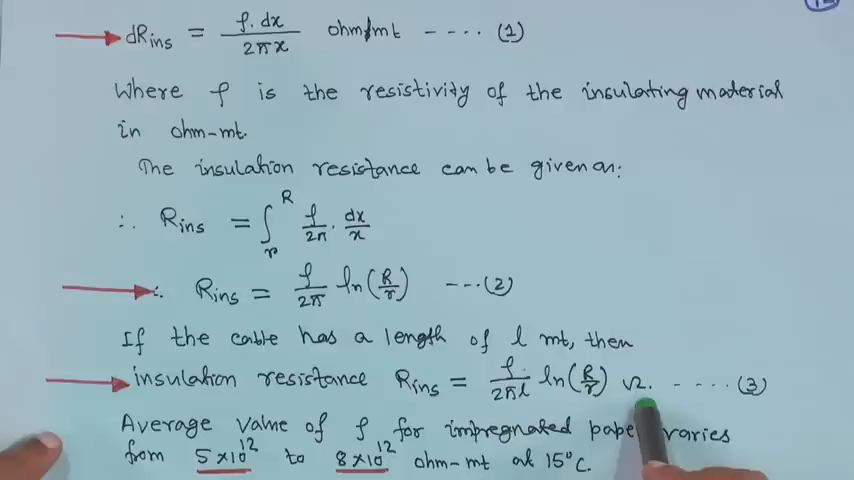 dRins = ρ.dx/2πx ohm/mt ---- (1)
Where ρ is the resistivity of the insulating material
in ohm-mt.
The insulation resistance can be given as:
∴ Rins = ∫_r^R ρ/2π . dx/x
∴ Rins = ρ/2π ln(R/r) ---(2)
If the cable has a length of l mt, then
insulation resistance Rins = ρ/2πl ln(R/r) Ω. ---- (3)
Average value of ρ for impregnated paper varies
from 5×10^12 to 8×10^12 ohm-mt at 15°C.